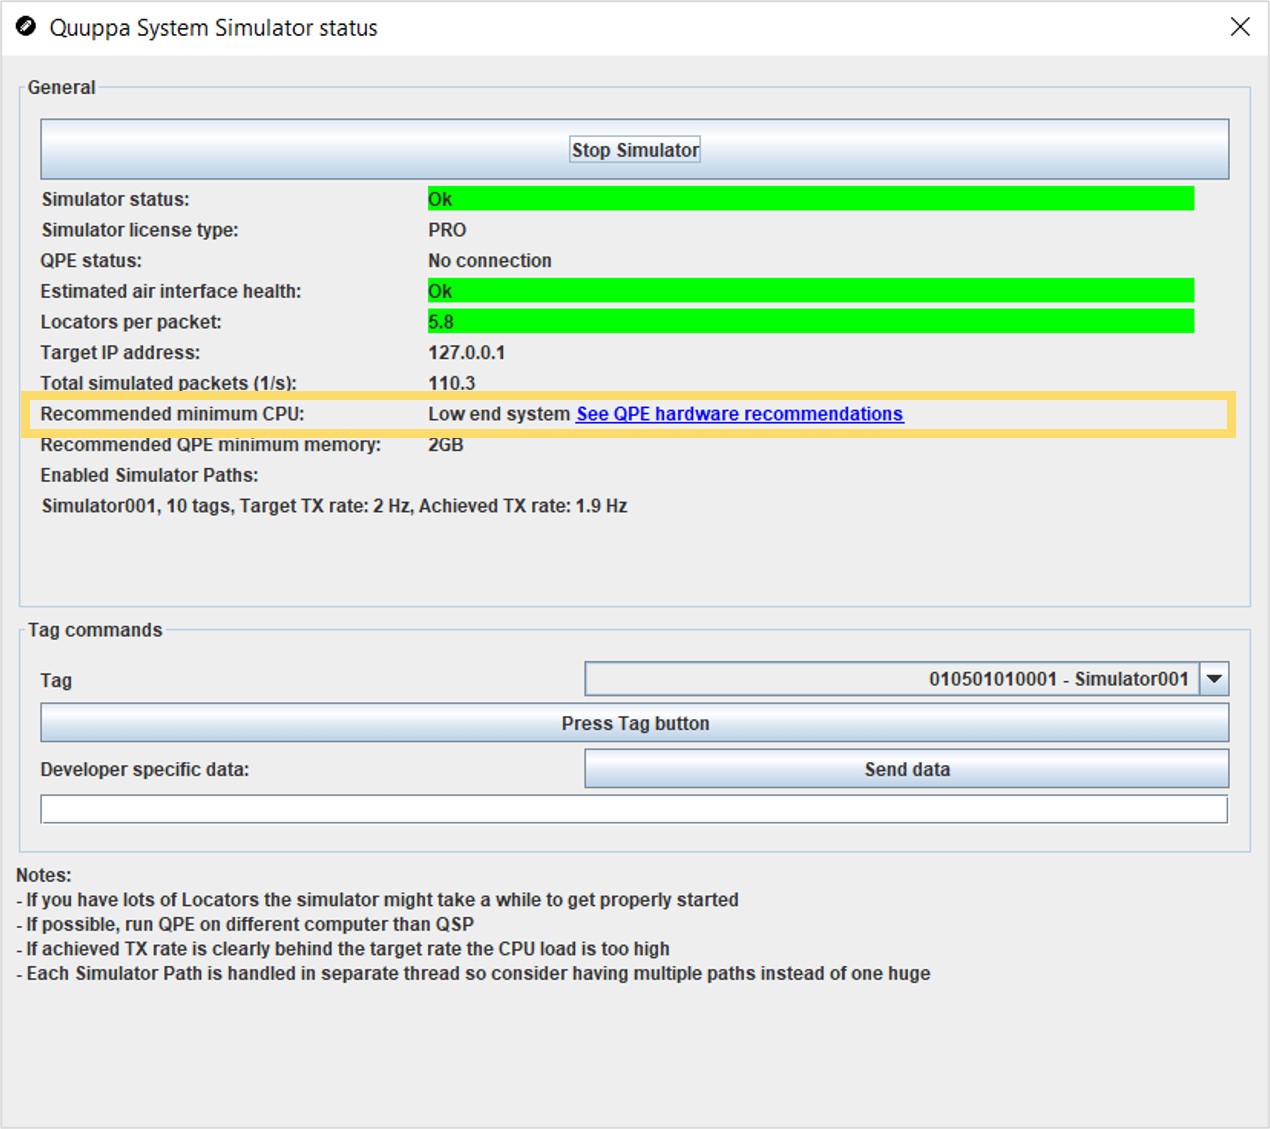 Quuppa System Simulator status
General
Stop Simulator
Simulator status: Ok
Simulator license type: PRO
QPE status: No connection
Estimated air interface health: Ok
Locators per packet: 5.8
Target IP address: 127.0.0.1
Total simulated packets (1/s): 110.3
Recommended minimum CPU: Low end system See QPE hardware recommendations
Recommended QPE minimum memory: 2GB
Enabled Simulator Paths:
Simulator001, 10 tags, Target TX rate: 2 Hz, Achieved TX rate: 1.9 Hz
Tag commands
Tag 010501010001 - Simulator001
Press Tag button
Developer specific data: Send data
Notes:
- If you have lots of Locators the simulator might take a while to get properly started
- If possible, run QPE on different computer than QSP
- If achieved TX rate is clearly behind the target rate the CPU load is too high
- Each Simulator Path is handled in separate thread so consider having multiple paths instead of one huge